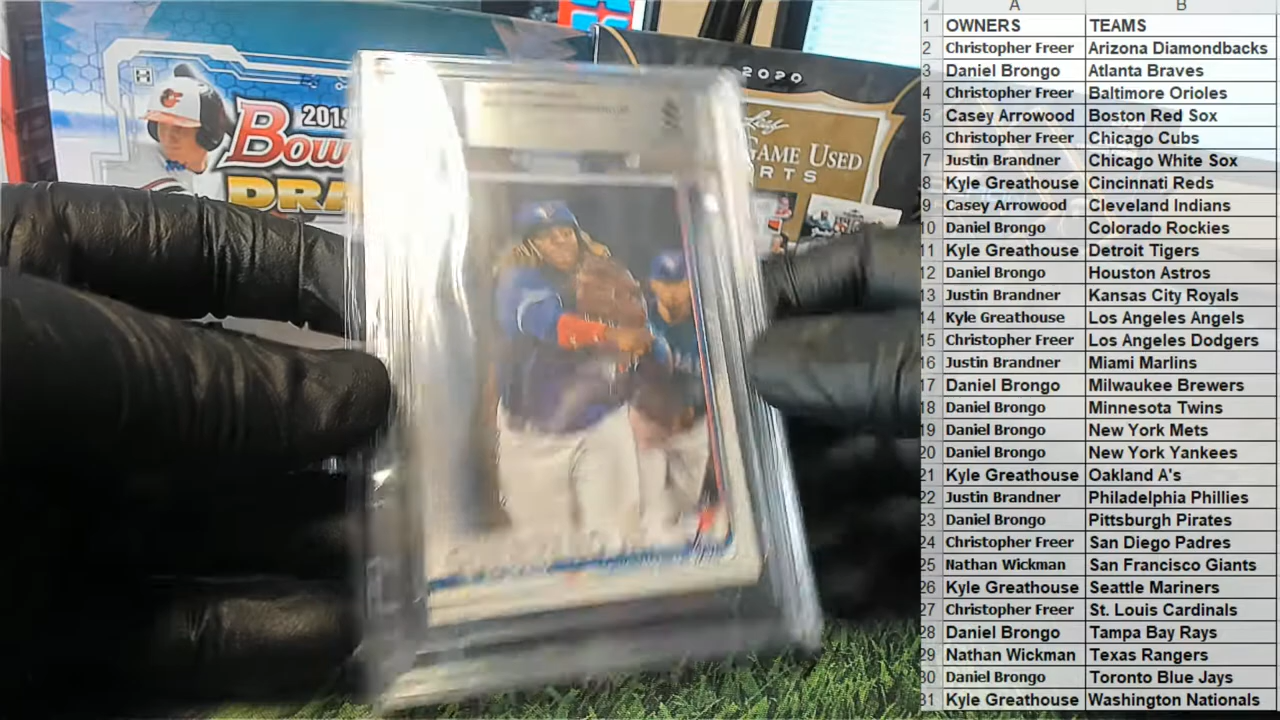 2020
2019
Bow
DRA
Leaf
GAME USED
RTS
A B
1 OWNERS TEAMS
2 Christopher Freer Arizona Diamondbacks
3 Daniel Brongo Atlanta Braves
4 Christopher Freer Baltimore Orioles
5 Casey Arrowood Boston Red Sox
6 Christopher Freer Chicago Cubs
7 Justin Brandner Chicago White Sox
8 Kyle Greathouse Cincinnati Reds
9 Casey Arrowood Cleveland Indians
10 Daniel Brongo Colorado Rockies
11 Kyle Greathouse Detroit Tigers
12 Daniel Brongo Houston Astros
13 Justin Brandner Kansas City Royals
14 Kyle Greathouse Los Angeles Angels
15 Christopher Freer Los Angeles Dodgers
16 Justin Brandner Miami Marlins
17 Daniel Brongo Milwaukee Brewers
18 Daniel Brongo Minnesota Twins
19 Daniel Brongo New York Mets
20 Daniel Brongo New York Yankees
21 Kyle Greathouse Oakland A's
22 Justin Brandner Philadelphia Phillies
23 Daniel Brongo Pittsburgh Pirates
24 Christopher Freer San Diego Padres
25 Nathan Wickman San Francisco Giants
26 Kyle Greathouse Seattle Mariners
27 Christopher Freer St. Louis Cardinals
28 Daniel Brongo Tampa Bay Rays
29 Nathan Wickman Texas Rangers
30 Daniel Brongo Toronto Blue Jays
31 Kyle Greathouse Washington Nationals